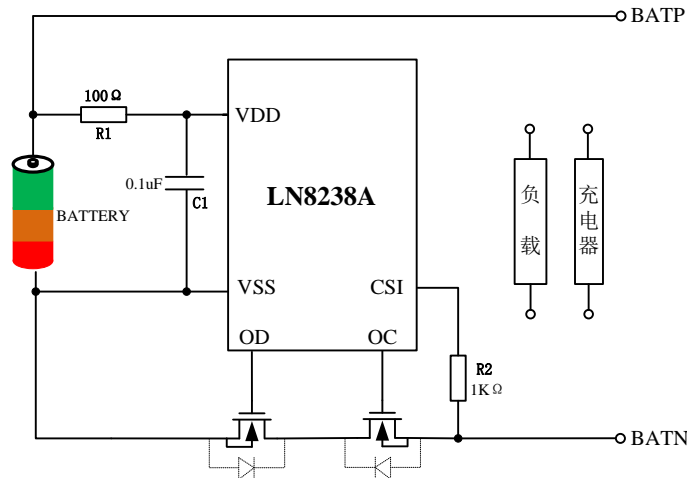 BATP
100Ω
R1
VDD
0.1uF
C1
LN8238A
BATTERY
负载
充电器
VSS
CSI
OD
OC
R2
1KΩ
BATN